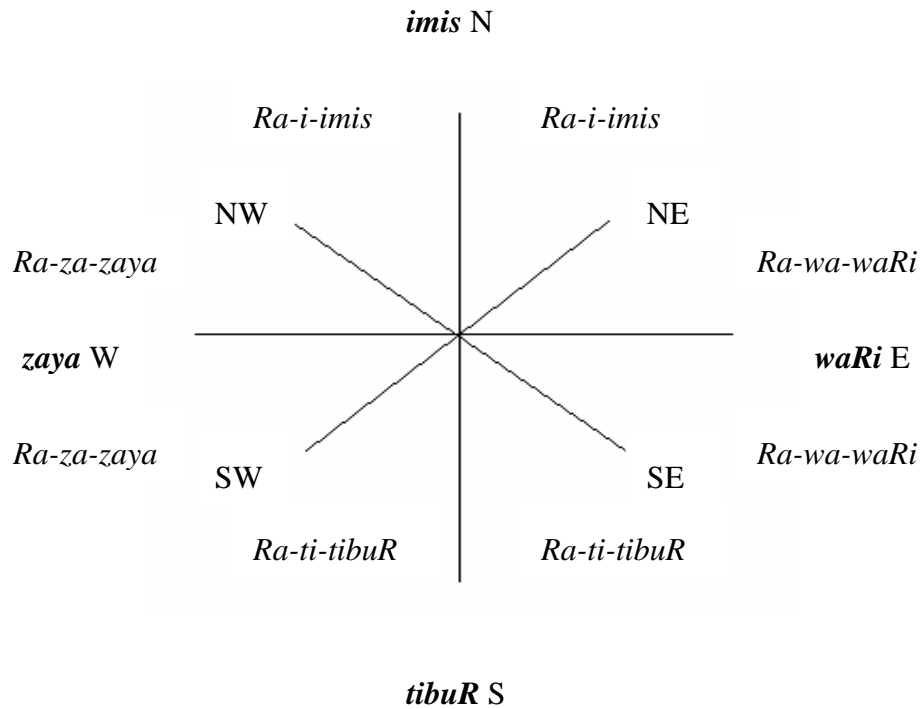 imis N
Ra-i-imis Ra-i-imis
NW NE
Ra-za-zaya Ra-wa-waRi
zaya W waRi E
Ra-za-zaya Ra-wa-waRi
SW SE
Ra-ti-tibuR Ra-ti-tibuR
tibuR S